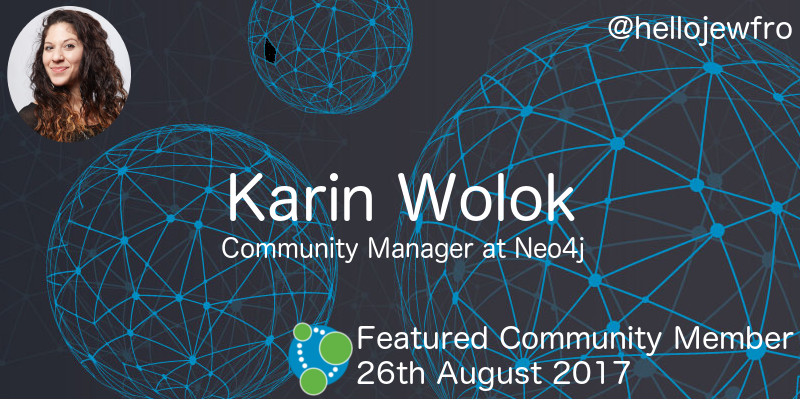 @hellojewfro
Karin Wolok
Community Manager at Neo4j
Featured Community Member
26th August 2017